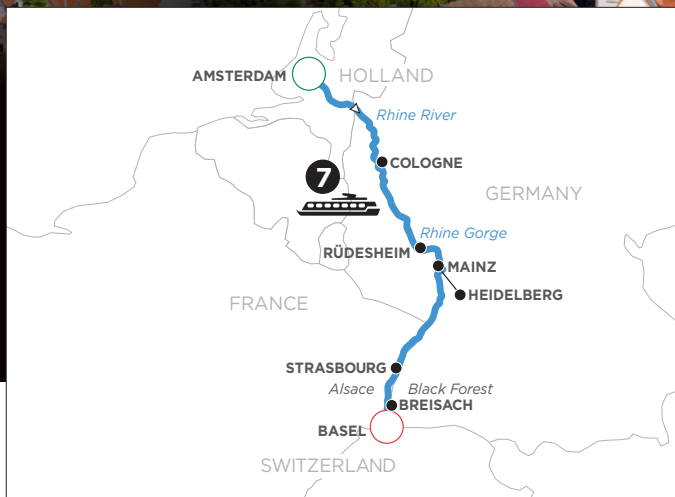 AMSTERDAM
HOLLAND
Rhine River
COLOGNE
7
GERMANY
Rhine Gorge
RÜDESHEIM
MAINZ
HEIDELBERG
FRANCE
STRASBOURG
Alsace
Black Forest
BREISACH
BASEL
SWITZERLAND